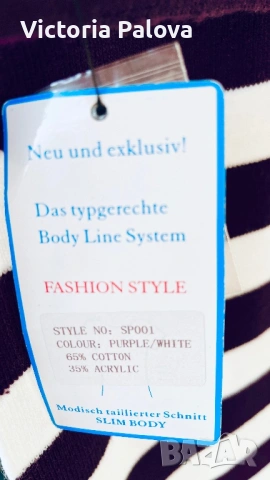 Victoria Palova
Neu und exklusiv!
Das typgerechte
Body Line System
FASHION STYLE
STYLE NO: SP001
COLOUR: PURPLE/WHITE
65% COTTON
35% ACRYLIC
Modisch taillierter Schnitt
SLIM BODY
BAZAR